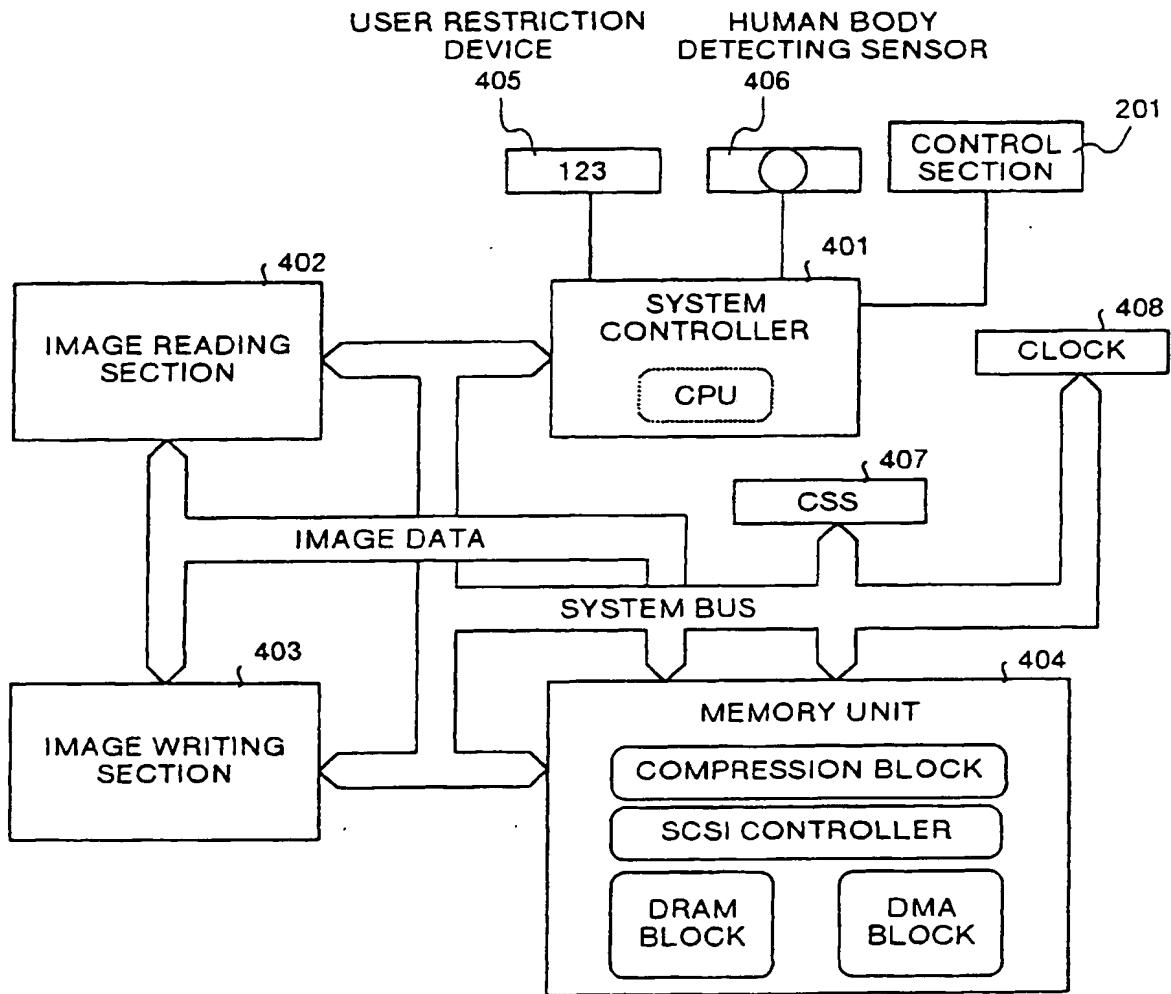 USER RESTRICTION
DEVICE
405
HUMAN BODY
DETECTING SENSOR
406
201
123
CONTROL
SECTION
402
401
IMAGE READING
SECTION
SYSTEM
CONTROLLER
CPU
408
CLOCK
407
CSS
IMAGE DATA
SYSTEM BUS
403
404
IMAGE WRITING
SECTION
MEMORY UNIT
COMPRESSION BLOCK
SCSI CONTROLLER
DRAM
BLOCK
DMA
BLOCK